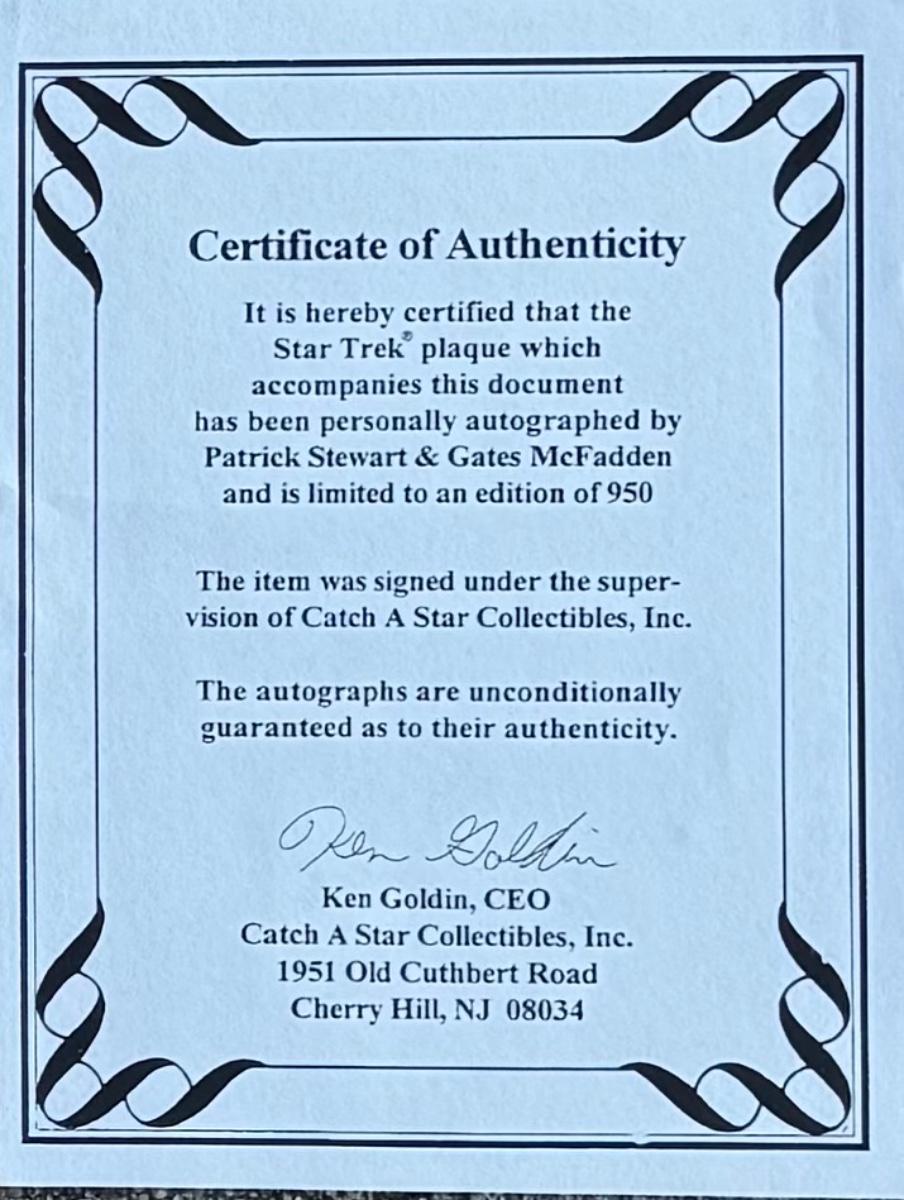 Certificate of Authenticity
It is hereby certified that the
Star Trek® plaque which
accompanies this document
has been personally autographed by
Patrick Stewart & Gates McFadden
and is limited to an edition of 950
The item was signed under the super-
vision of Catch A Star Collectibles, Inc.
The autographs are unconditionally
guaranteed as to their authenticity.
Ken Goldin
Ken Goldin, CEO
Catch A Star Collectibles, Inc.
1951 Old Cuthbert Road
Cherry Hill, NJ 08034